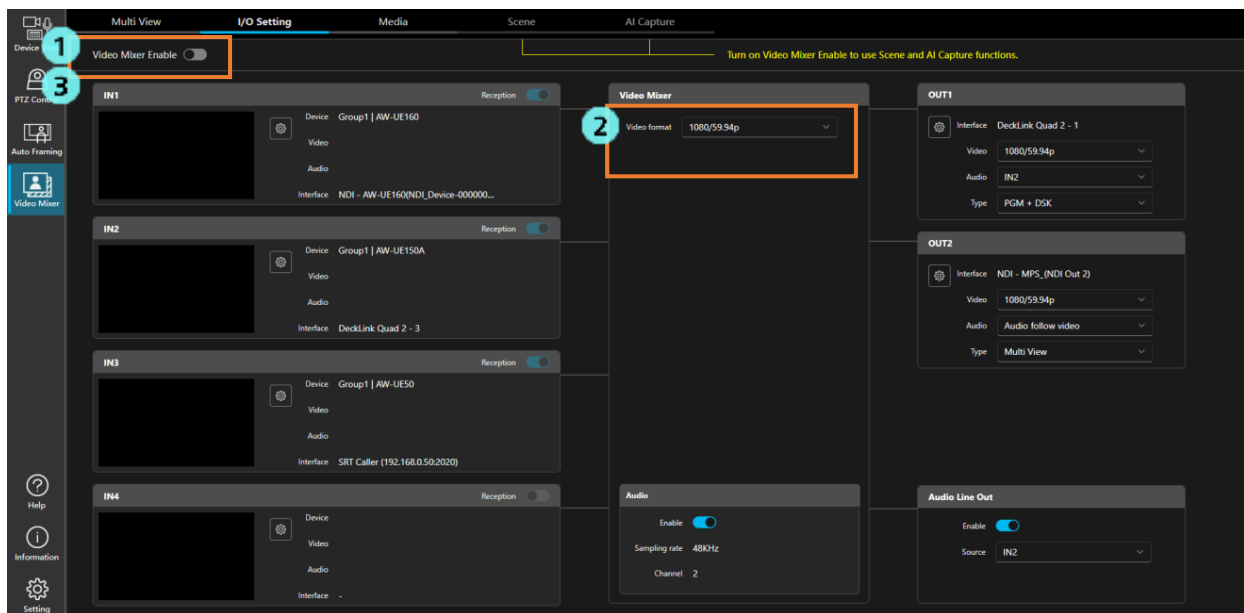 Multi View
I/O Setting
Media
Scene
AI Capture
Device
1
Video Mixer Enable
Turn on Video Mixer Enable to use Scene and AI Capture functions.
3
PTZ
Auto Framing
Video Mixer
Help
Information
Setting
IN1
Reception
Device Group1 | AW-UE160
Video
Audio
Interface NDI - AW-UE160(NDI_Device-000000...
IN2
Reception
Device Group1 | AW-UE150A
Video
Audio
Interface DeckLink Quad 2 - 3
IN3
Reception
Device Group1 | AW-UE50
Video
Audio
Interface SRT Caller (192.168.0.50:2020)
IN4
Reception
Device
Video
Audio
Interface -
Video Mixer
2
Video format 1080/59.94p
Audio
Enable
Sampling rate 48KHz
Channel 2
OUT1
Interface DeckLink Quad 2 - 1
Video 1080/59.94p
Audio IN2
Type PGM + DSK
OUT2
Interface NDI - MPS_(NDI Out 2)
Video 1080/59.94p
Audio Audio follow video
Type Multi View
Audio Line Out
Enable
Source IN2